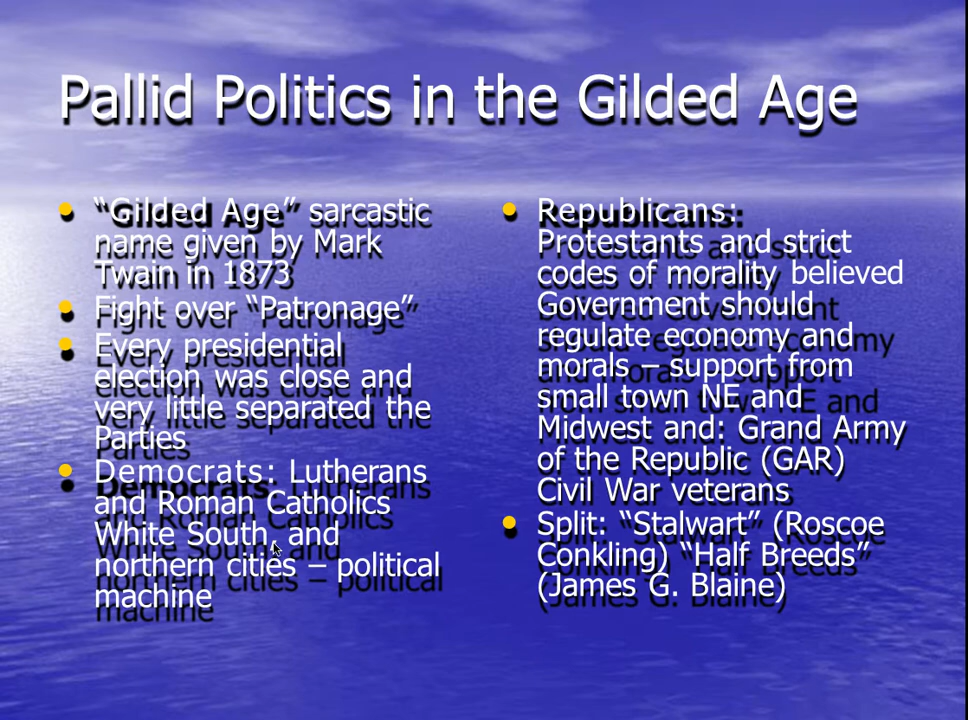 Pallid Politics in the Gilded Age
“Gilded Age” sarcastic
name given by Mark
Twain in 1873
Fight over “Patronage”
Every presidential
election was close and
very little separated the
Parties
Democrats: Lutherans
and Roman Catholics
White South, and
northern cities – political
machine
Republicans:
Protestants and strict
codes of morality believed
Government should
regulate economy and
morals – support from
small town NE and
Midwest and: Grand Army
of the Republic (GAR)
Civil War veterans
Split: “Stalwart” (Roscoe
Conkling) “Half Breeds”
(James G. Blaine)